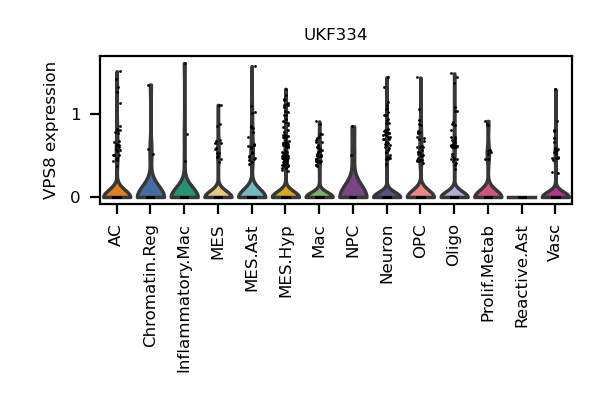 UKF334
VPS8 expression
1
0
AC
Chromatin.Reg
Inflammatory.Mac
MES
MES.Ast
MES.Hyp
Mac
NPC
Neuron
OPC
Oligo
Prolif.Metab
Reactive.Ast
Vasc